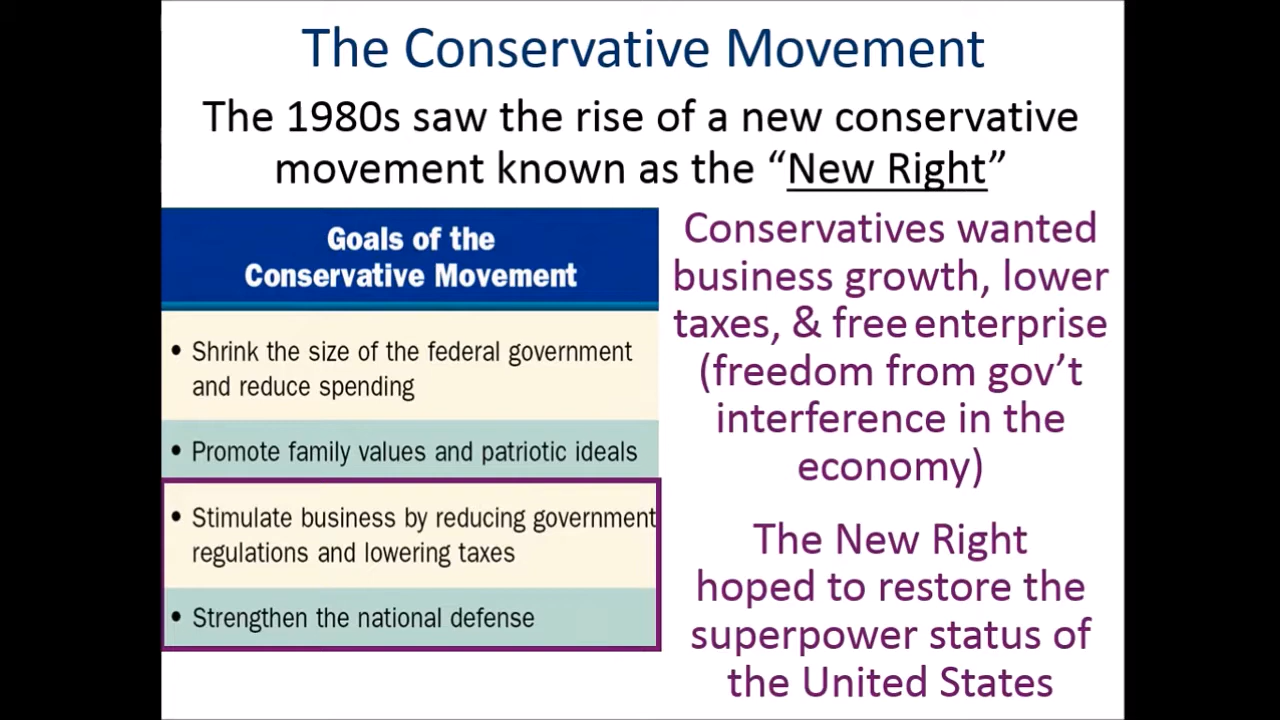 The Conservative Movement
The 1980s saw the rise of a new conservative
movement known as the “New Right”
Goals of the
Conservative Movement
• Shrink the size of the federal government
and reduce spending
• Promote family values and patriotic ideals
• Stimulate business by reducing government
regulations and lowering taxes
• Strengthen the national defense
Conservatives wanted
business growth, lower
taxes, & free enterprise
(freedom from gov’t
interference in the
economy)
The New Right
hoped to restore the
superpower status of
the United States